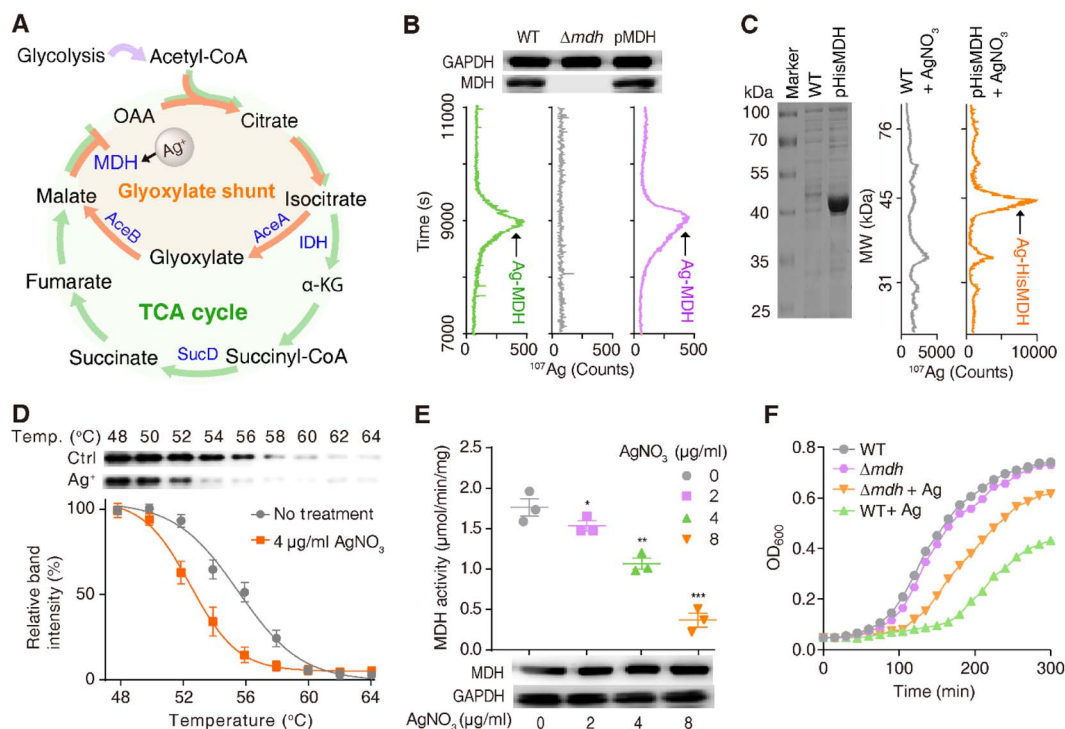 A
Glycolysis
Acetyl-CoA
OAA
Citrate
Ag⁺
MDH
Malate
Glyoxylate shunt
Isocitrate
AceB
AceA
IDH
Glyoxylate
Fumarate
α-KG
TCA cycle
Succinate
SucD
Succinyl-CoA
B
WT Δmdh pMDH
GAPDH
MDH
Time (s)
11000
9000
7000
Ag-MDH
Ag-MDH
0 500 0 500 0 500
¹⁰⁷Ag (Counts)
C
kDa
Marker
WT
pHisMDH
100
70
55
40
35
25
WT + AgNO₃
pHisMDH + AgNO₃
MW (kDa)
76
45
31
Ag-HisMDH
0 5000 0 10000
¹⁰⁷Ag (Counts)
D
Temp. (°C)
48 50 52 54 56 58 60 62 64
Ctrl
Ag⁺
Relative band intensity (%)
100
50
0
No treatment
4 µg/ml AgNO₃
48 52 56 60 64
Temperature (°C)
E
MDH activity (µmol/min/mg)
2.5
2.0
1.5
1.0
0.5
0.0
AgNO₃ (µg/ml)
0
2
4
8
*
**
***
MDH
GAPDH
AgNO₃ (µg/ml) 0 2 4 8
F
OD₆₀₀
0.8
0.6
0.4
0.2
0.0
WT
Δmdh
Δmdh + Ag
WT + Ag
0 100 200 300
Time (min)